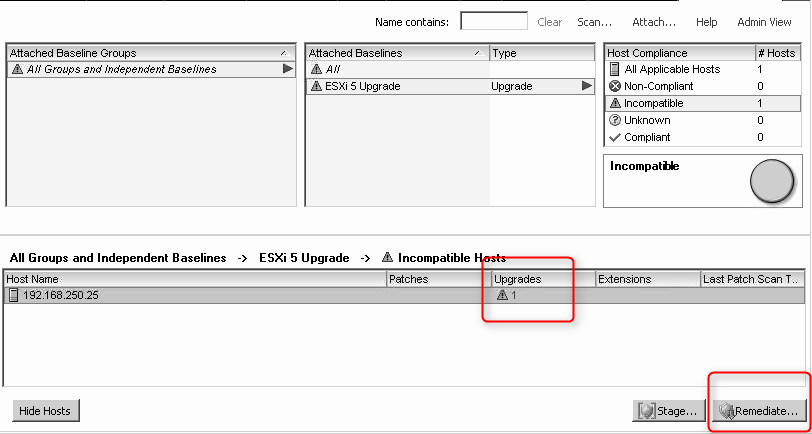 Name contains: Clear Scan... Attach... Help Admin View
Attached Baseline Groups
All Groups and Independent Baselines
Attached Baselines Type
All
ESXi 5 Upgrade Upgrade
Host Compliance # Hosts
All Applicable Hosts 1
Non-Compliant 0
Incompatible 1
Unknown 0
Compliant 0
Incompatible
All Groups and Independent Baselines -> ESXi 5 Upgrade -> Incompatible Hosts
Host Name Patches Upgrades Extensions Last Patch Scan T...
192.168.250.25 1
Hide Hosts Stage... Remediate...